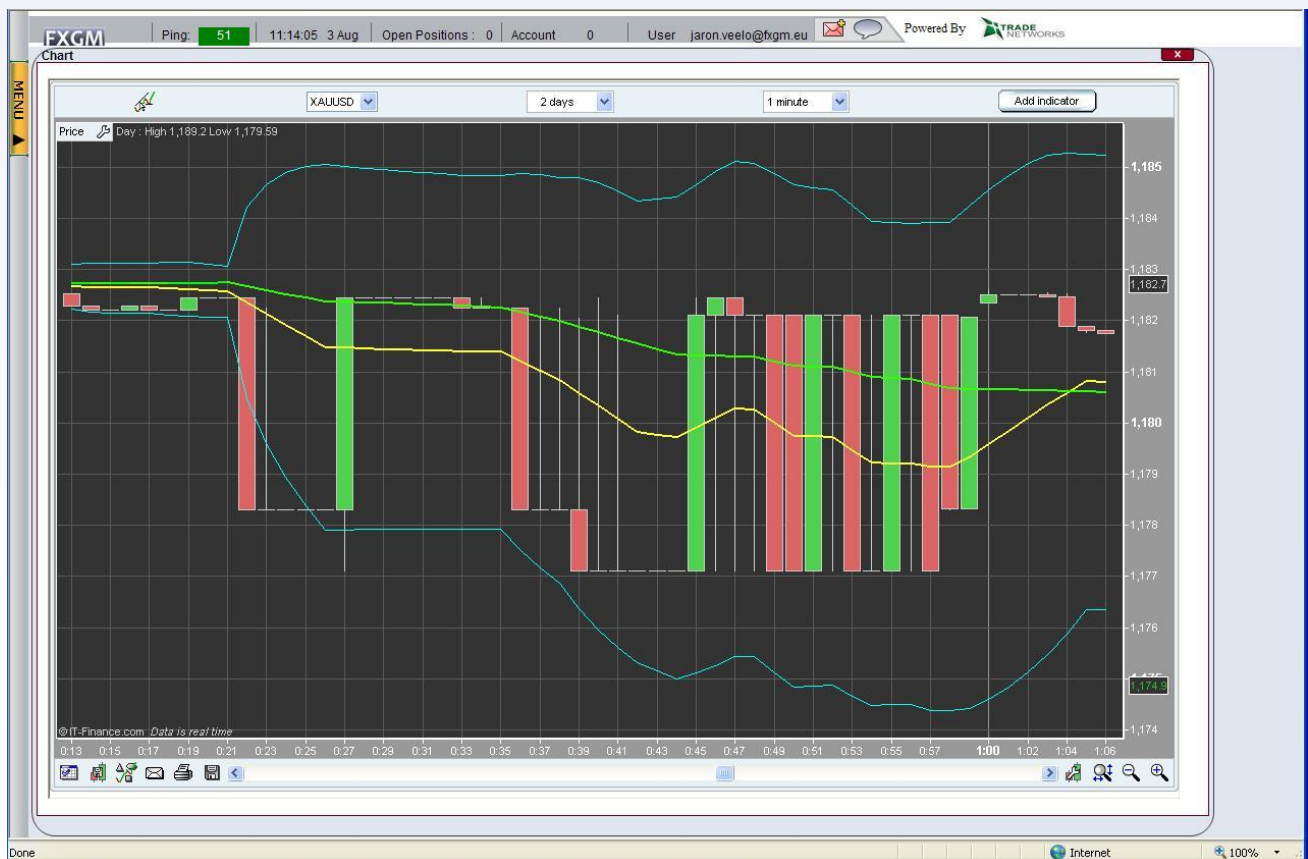 FXGM Ping: 51 11:14:05 3 Aug Open Positions : 0 Account 0 User jaron.veelo@fxgm.eu Powered By TRADE NETWORKS
Chart
x
MENU
XAUUSD 2 days 1 minute Add indicator
Price Day : High 1,189.2 Low 1,179.59
1,185
1,184
1,183
1,182.7
1,182
1,181
1,180
1,179
1,178
1,177
1,176
1,174.9
1,174
© IT-Finance.com Data is real time
0:13 0:15 0:17 0:19 0:21 0:23 0:25 0:27 0:29 0:31 0:33 0:35 0:37 0:39 0:41 0:43 0:45 0:47 0:49 0:51 0:53 0:55 0:57 1:00 1:02 1:04 1:06
Done Internet 100%